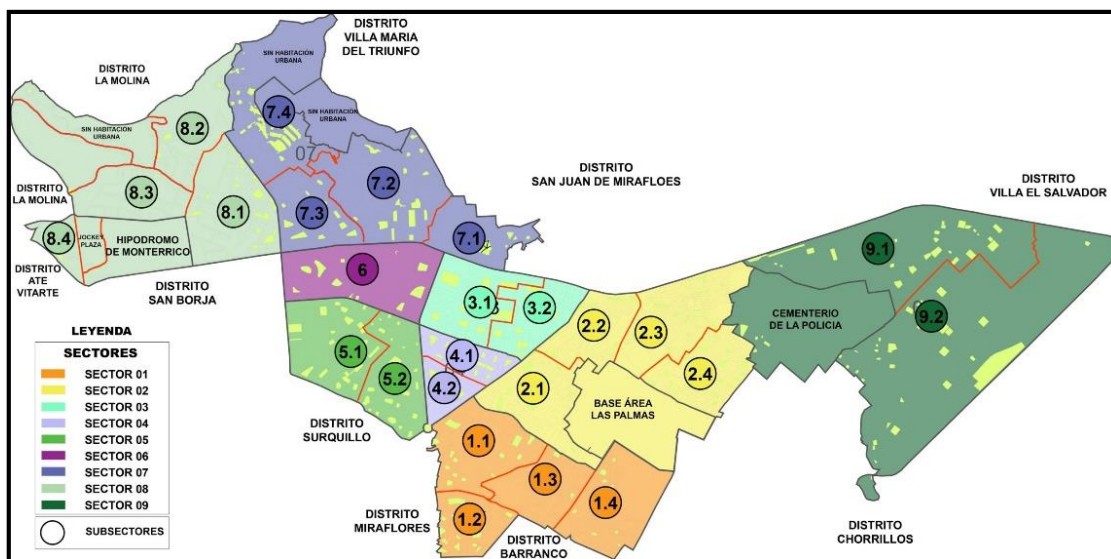 DISTRITO
VILLA MARIA
DEL TRIUNFO
DISTRITO
LA MOLINA
SIN HABITACIÓN
URBANA
7.4
SIN HABITACIÓN
URBANA
07
8.2
SIN HABITACION
URBANA
DISTRITO
SAN JUAN DE MIRAFLOES
DISTRITO
VILLA EL SALVADOR
DISTRITO
LA MOLINA
8.3
8.1
7.3
7.2
7.1
8.4
JOCKEY
PLAZA
HIPODROMO
DE MONTERRICO
DISTRITO
ATE
VITARTE
DISTRITO
SAN BORJA
6
9.1
9.2
CEMENTERIO
DE LA POLICIA
3.1
3.2
2.2
2.3
5.1
5.2
4.1
4.2
2.1
2.4
BASE ÁREA
LAS PALMAS
DISTRITO
SURQUILLO
1.1
1.3
1.4
1.2
DISTRITO
MIRAFLORES
DISTRITO
BARRANCO
DISTRITO
CHORRILLOS
LEYENDA
SECTORES
SECTOR 01
SECTOR 02
SECTOR 03
SECTOR 04
SECTOR 05
SECTOR 06
SECTOR 07
SECTOR 08
SECTOR 09
SUBSECTORES